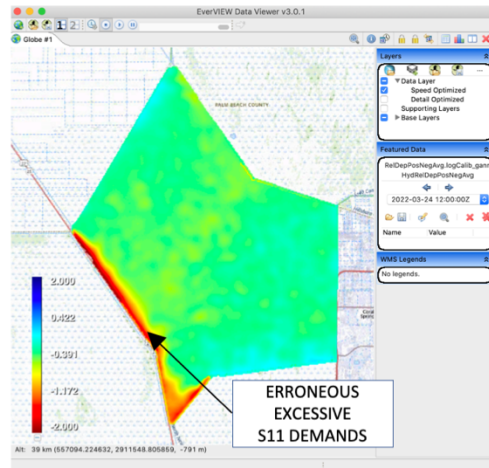 EverVIEW Data Viewer v3.0.1
1 2
Globe #1
Layers
Data Layer
Speed Optimized
Detail Optimized
Supporting Layers
Base Layers
Featured Data
RelDepPosNegAvg.logCalib_gann
HydRelDepPosNegAvg
2022-03-24 12:00:00Z
Name Value
WMS Legends
No legends.
PALM BEACH COUNTY
2.000
0.422
-0.391
-1.172
-2.000
ERRONEOUS
EXCESSIVE
S11 DEMANDS
Alt: 39 km (557094.224632, 2911548.805859, -791 m)